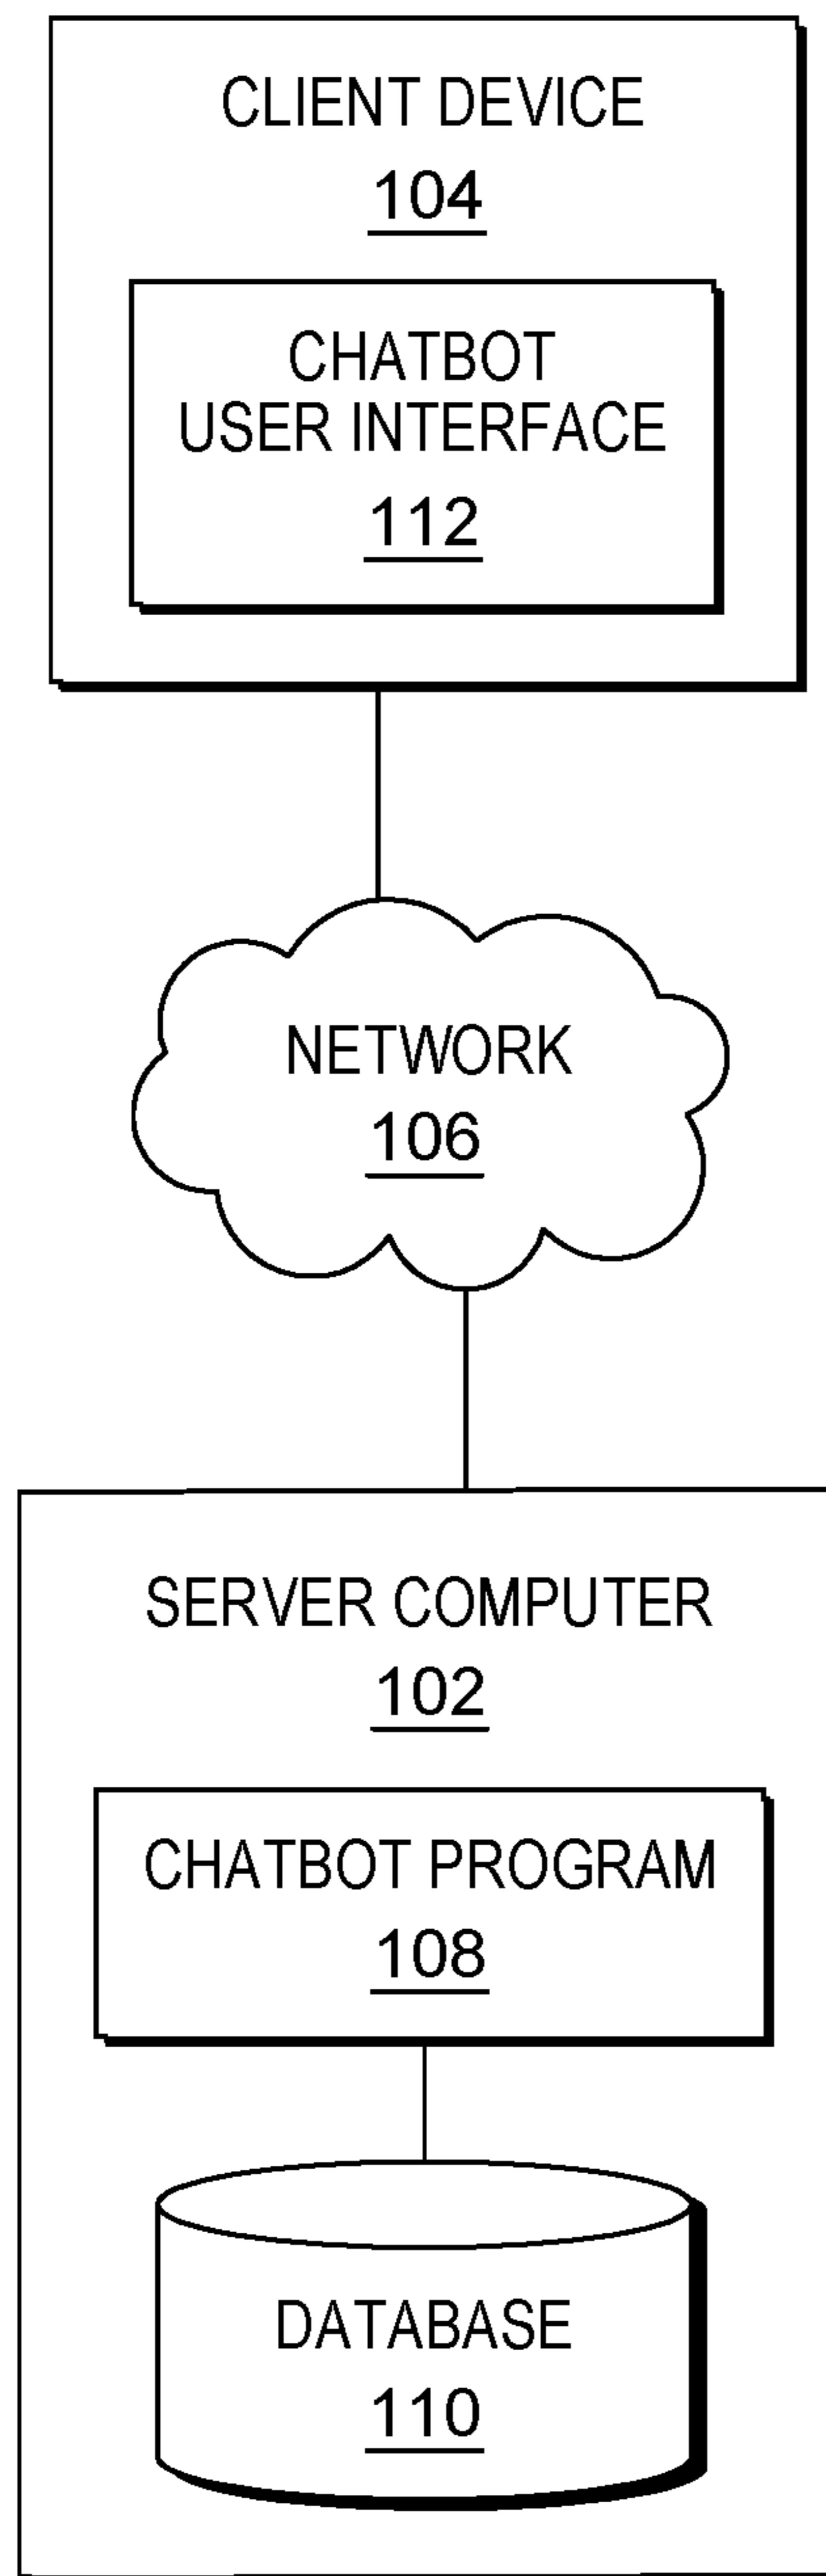 CLIENT DEVICE
104
CHATBOT
USER INTERFACE
112
NETWORK
106
SERVER COMPUTER
102
CHATBOT PROGRAM
108
DATABASE
110